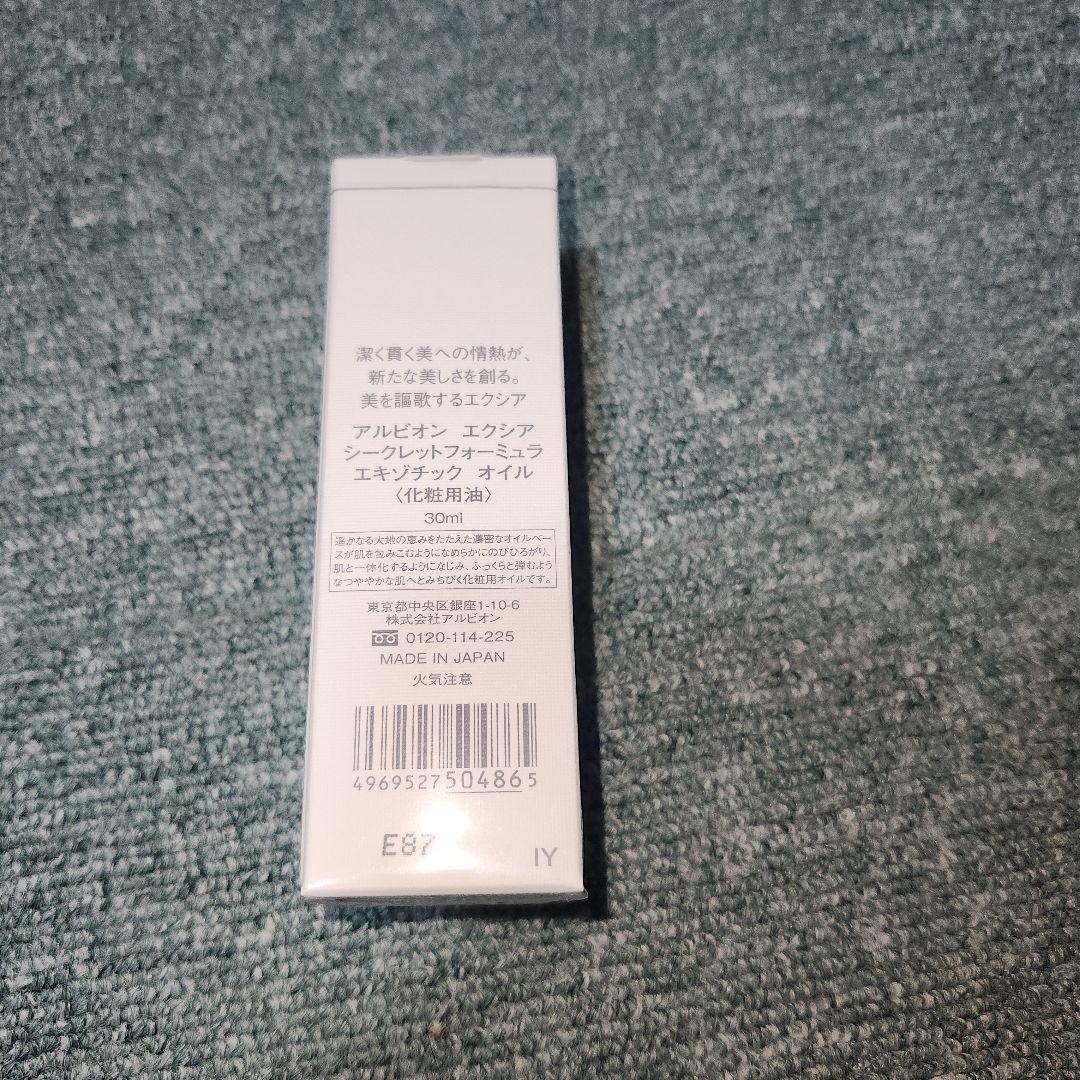 潔く貫く美への情熱が、
新たな美しさを創る。
美を謳歌するエクシア
アルビオン エクシア
シークレットフォーミュラ
エキゾチック オイル
〈化粧用油〉
30ml
遥かなる大地の恵みをたたえた濃密なオイルベー
スが肌を包みこむようになめらかにのびひろがり、
肌と一体化するようになじみ、ふっくらと弾むよう
なつややかな肌へとみちびく化粧用オイルです。
東京都中央区銀座1-10-6
株式会社アルビオン
0120-114-225
MADE IN JAPAN
火気注意
4969527504865
E87
IY